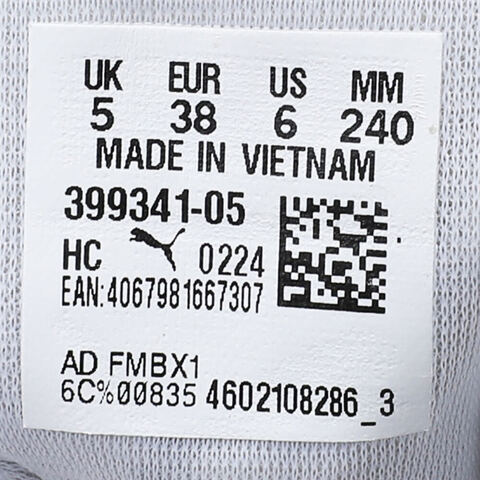 UK EUR US MM
5 38 6 240
MADE IN VIETNAM
399341-05
HC 0224
EAN:4067981667307
AD FMBX1
6C%00835 4602108286_3